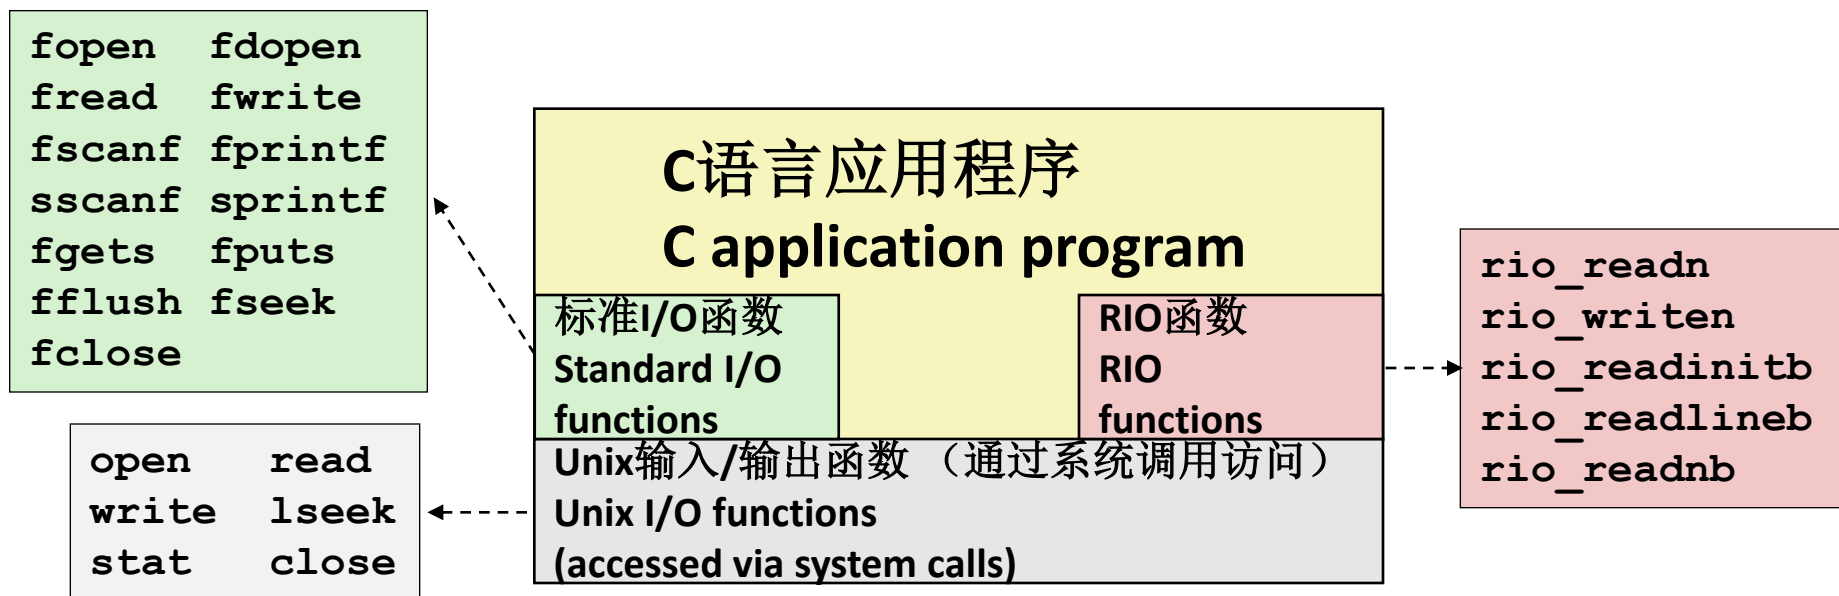 fopen fdopen
fread fwrite
fscanf fprintf
sscanf sprintf
fgets fputs
fflush fseek
fclose
open read
write lseek
stat close
C语言应用程序
C application program
标准I/O函数
Standard I/O
functions
RIO函数
RIO
functions
Unix输入/输出函数 （通过系统调用访问）
Unix I/O functions
(accessed via system calls)
rio_readn
rio_writen
rio_readinitb
rio_readlineb
rio_readnb